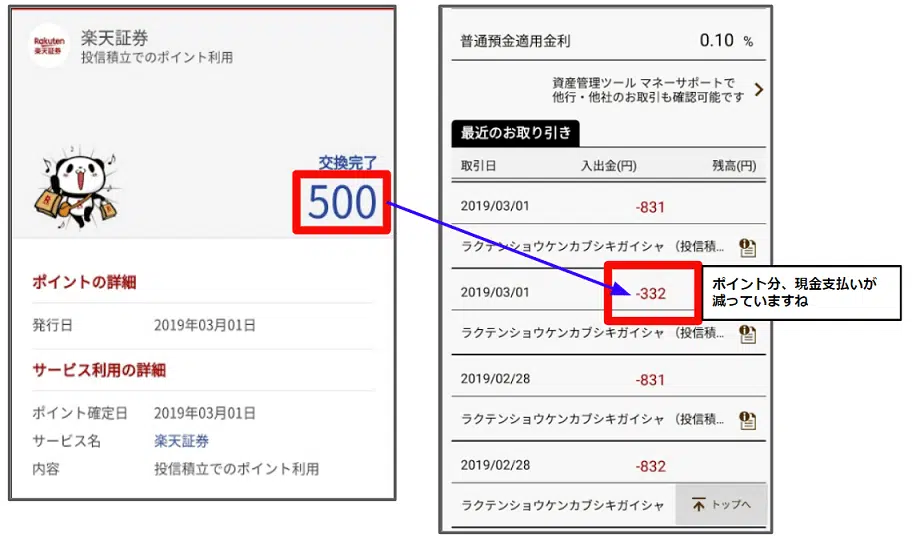 Rakuten
楽天証券
楽天証券
投信積立でのポイント利用
交換完了
500
ポイントの詳細
発行日 2019年03月01日
サービス利用の詳細
ポイント確定日 2019年03月01日
サービス名 楽天証券
内容 投信積立でのポイント利用
普通預金適用金利 0.10 %
資産管理ツール マネーサポートで
他行・他社のお取引も確認可能です
最近のお取り引き
取引日 入出金(円) 残高(円)
2019/03/01 -831
ラクテンショウケンカブシキガイシャ (投信積...
2019/03/01 -332
ラクテンショウケンカブシキガイシャ (投信積...
2019/02/28 -831
ラクテンショウケンカブシキガイシャ (投信積...
2019/02/28 -832
ラクテンショウケンカブシキガイシャ
トップへ
ポイント分、現金支払いが
減っていますね